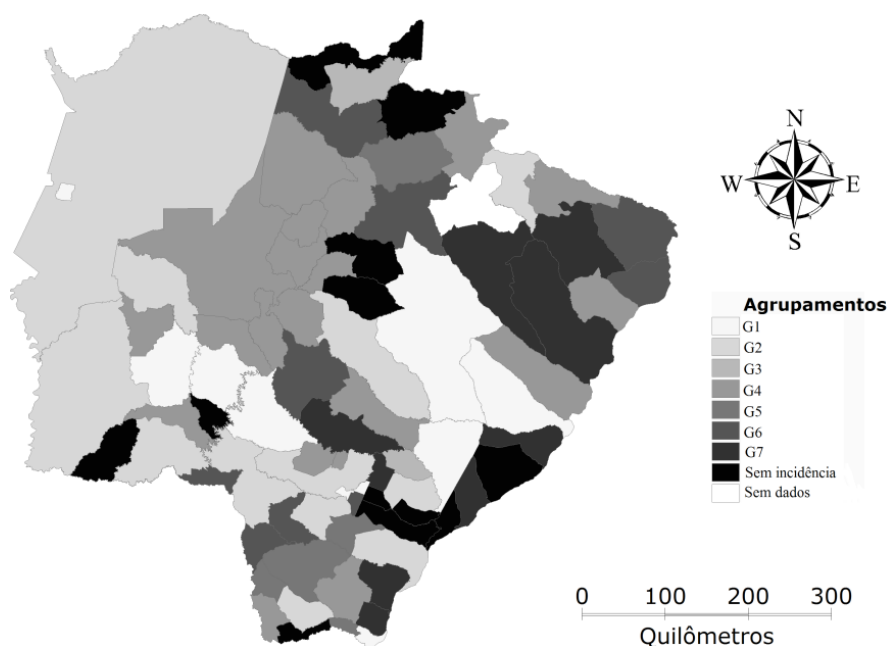 N
W E
S
Agrupamentos
G1
G2
G3
G4
G5
G6
G7
Sem incidência
Sem dados
0 100 200 300
Quilômetros